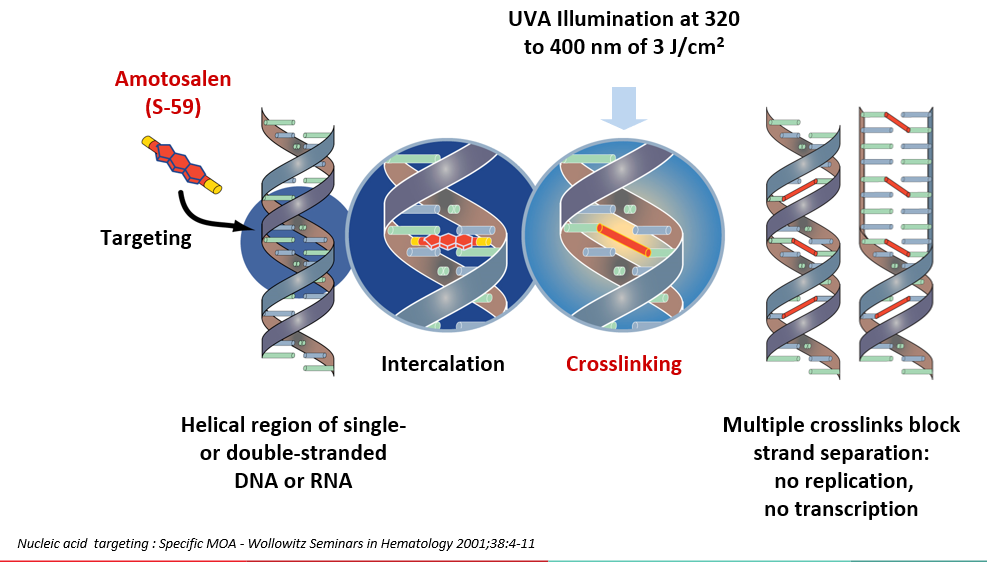 UVA Illumination at 320
to 400 nm of 3 J/cm²
Amotosalen
(S-59)
Targeting
Intercalation
Crosslinking
Helical region of single-
or double-stranded
DNA or RNA
Multiple crosslinks block
strand separation:
no replication,
no transcription
Nucleic acid  targeting : Specific MOA - Wollowitz Seminars in Hematology 2001;38:4-11